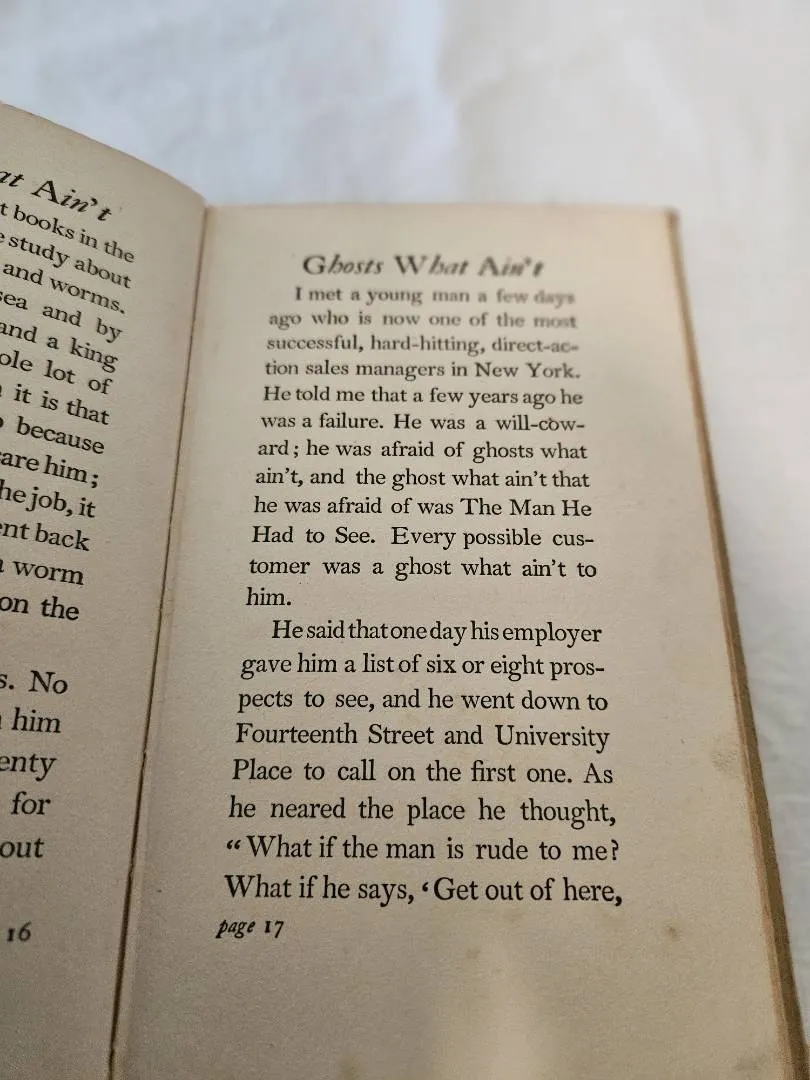 at Ain't
t books in the
e study about
and worms.
sea and by
and a king
ole lot of
it is that
because
are him;
he job, it
ent back
worm
on the
s. No
him
enty
for
out
16
Ghosts What Ain't
I met a young man a few days
ago who is now one of the most
successful, hard-hitting, direct-ac-
tion sales managers in New York.
He told me that a few years ago he
was a failure. He was a will-cow-
ard; he was afraid of ghosts what
ain't, and the ghost what ain't that
he was afraid of was The Man He
Had to See. Every possible cus-
tomer was a ghost what ain't to
him.
He said that one day his employer
gave him a list of six or eight pros-
pects to see, and he went down to
Fourteenth Street and University
Place to call on the first one. As
he neared the place he thought,
“What if the man is rude to me?
What if he says, ‘Get out of here,
page 17